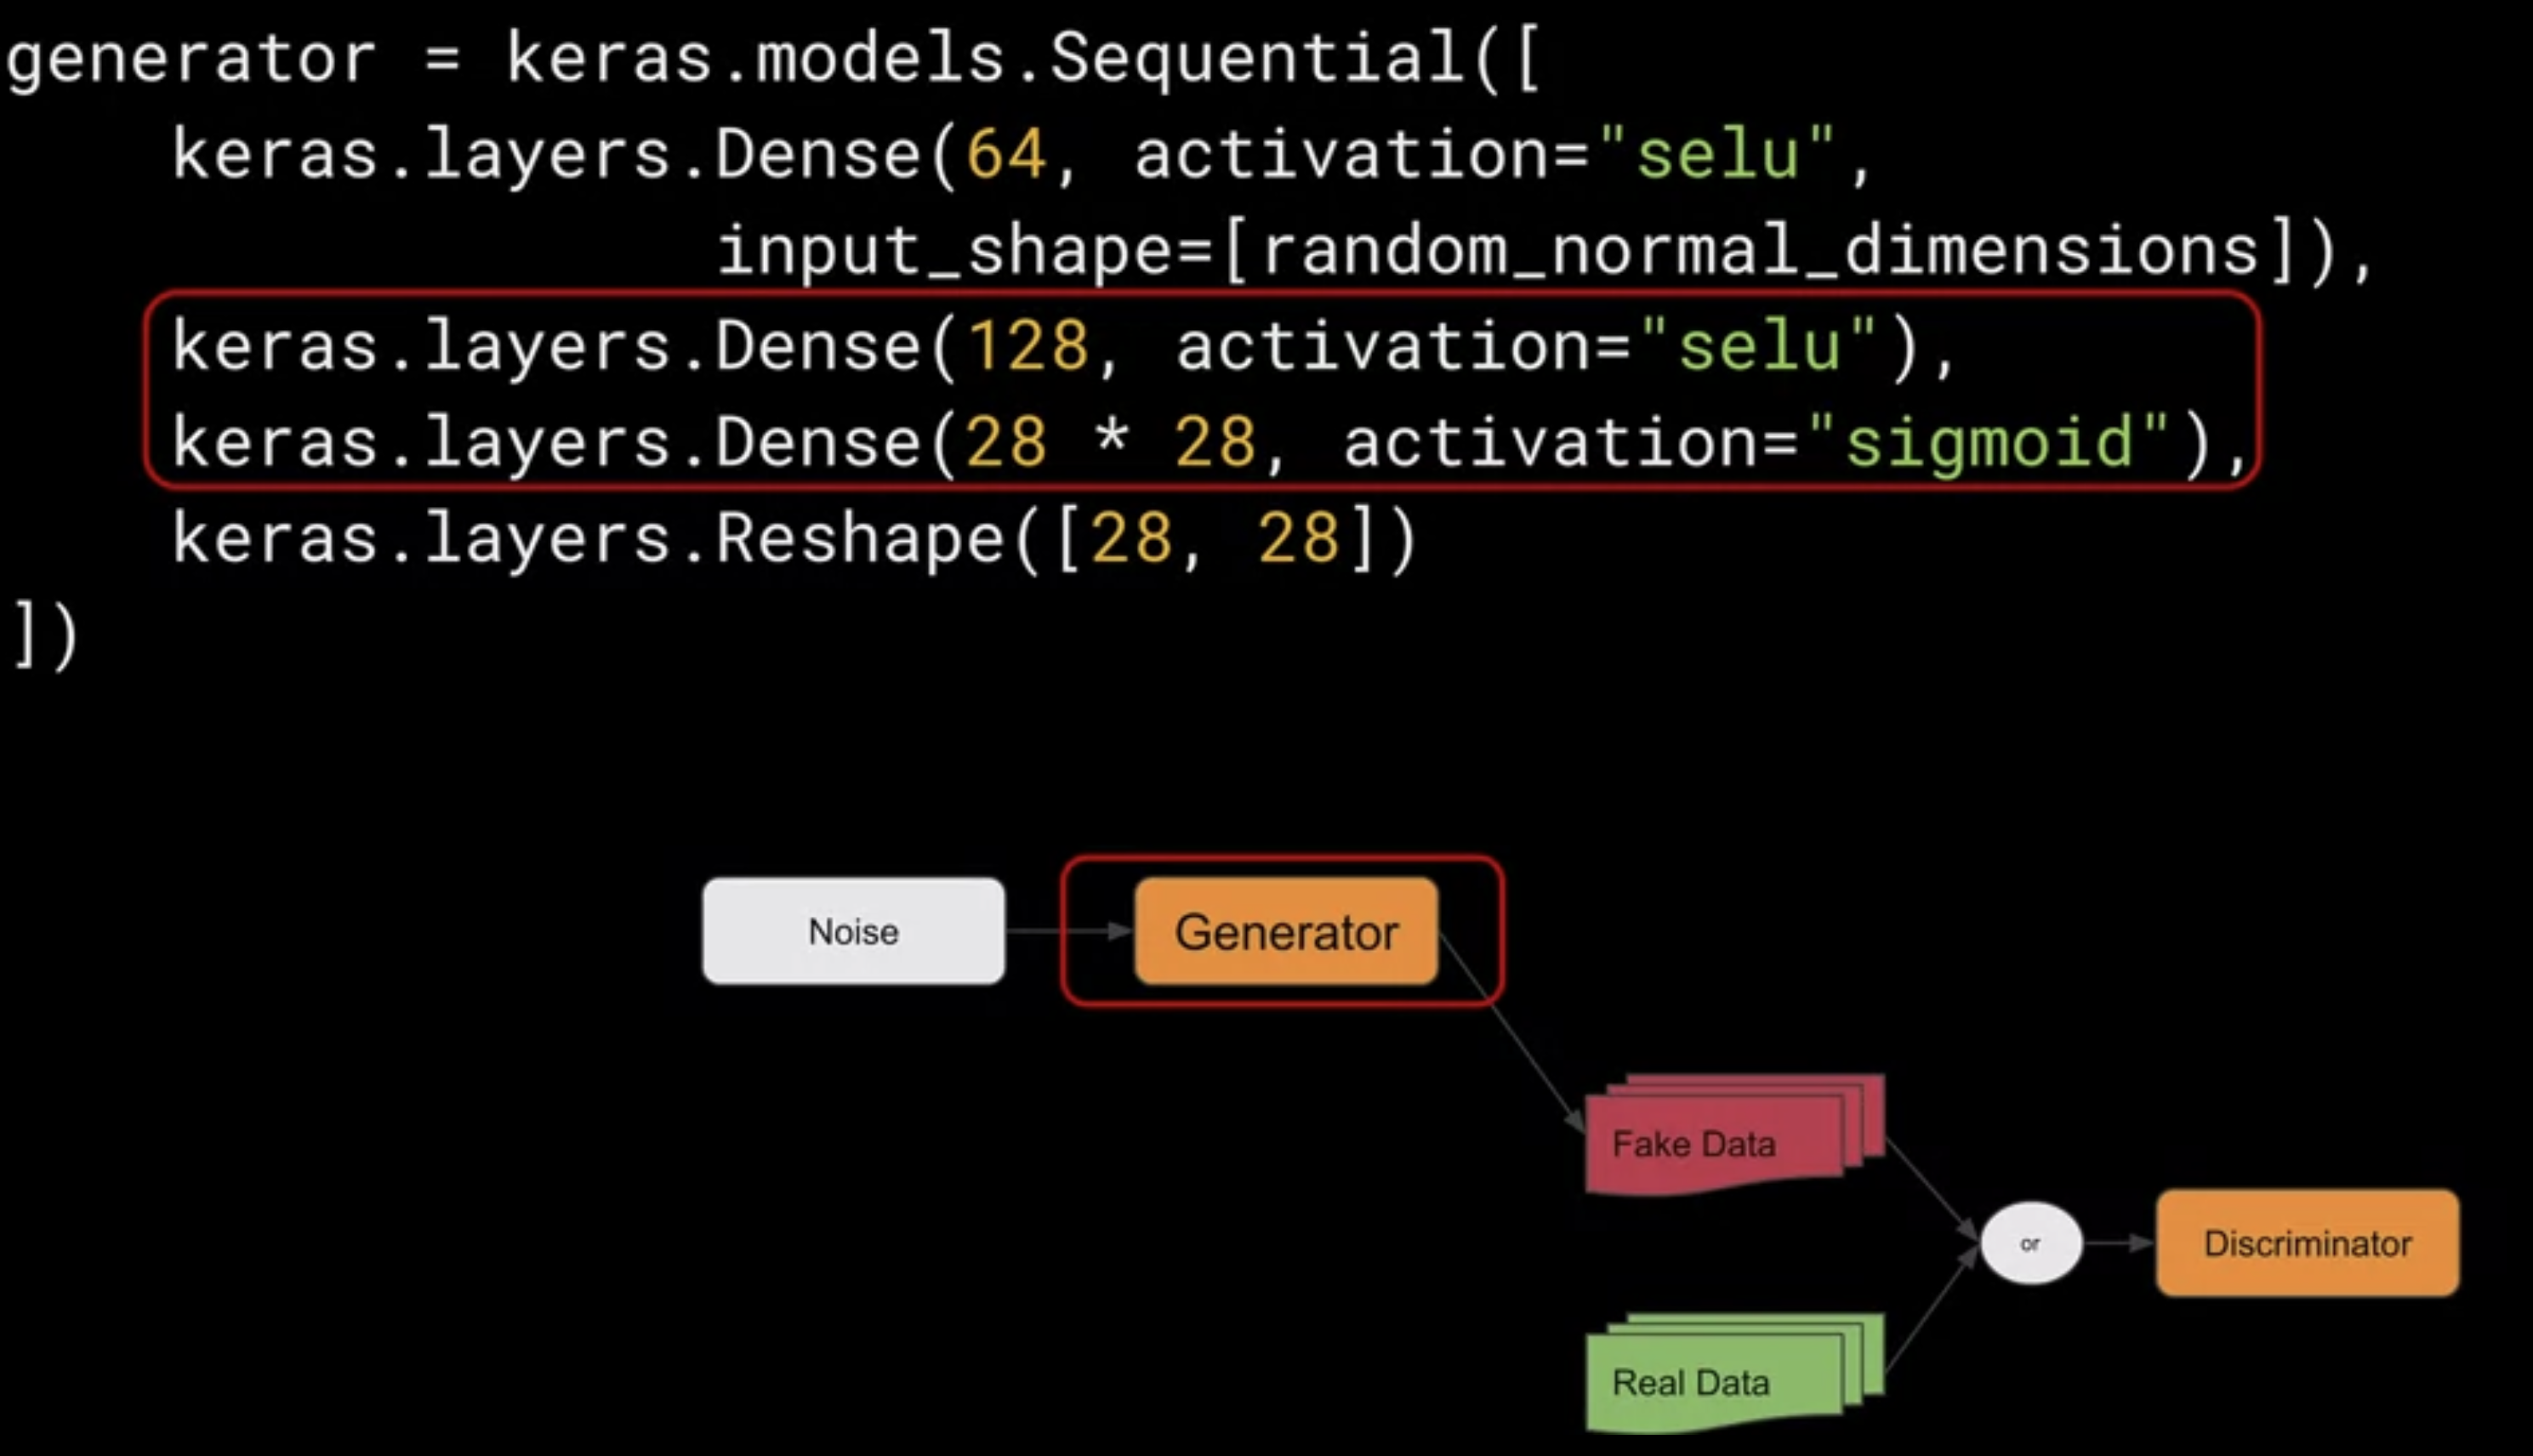 generator = keras.models.Sequential([
    keras.layers.Dense(64, activation="selu",
                 input_shape=[random_normal_dimensions]),
    keras.layers.Dense(128, activation="selu"),
    keras.layers.Dense(28 * 28, activation="sigmoid"),
    keras.layers.Reshape([28, 28])
])
Noise
Generator
Fake Data
or
Discriminator
Real Data